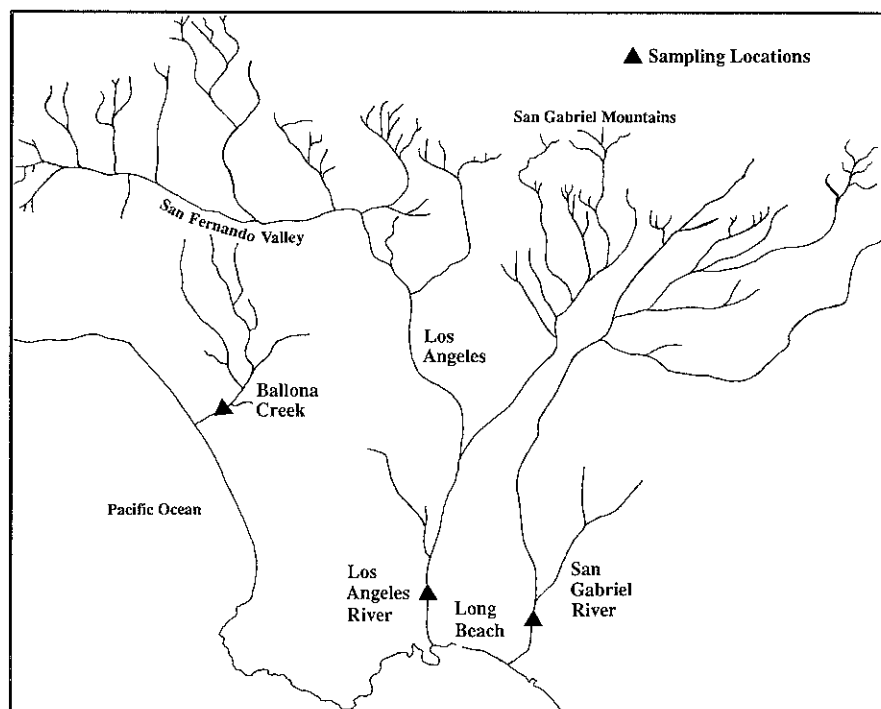 Sampling Locations
San Gabriel Mountains
San Fernando Valley
Los
Angeles
Ballona
Creek
Pacific Ocean
Los
Angeles
River
Long
Beach
San
Gabriel
River